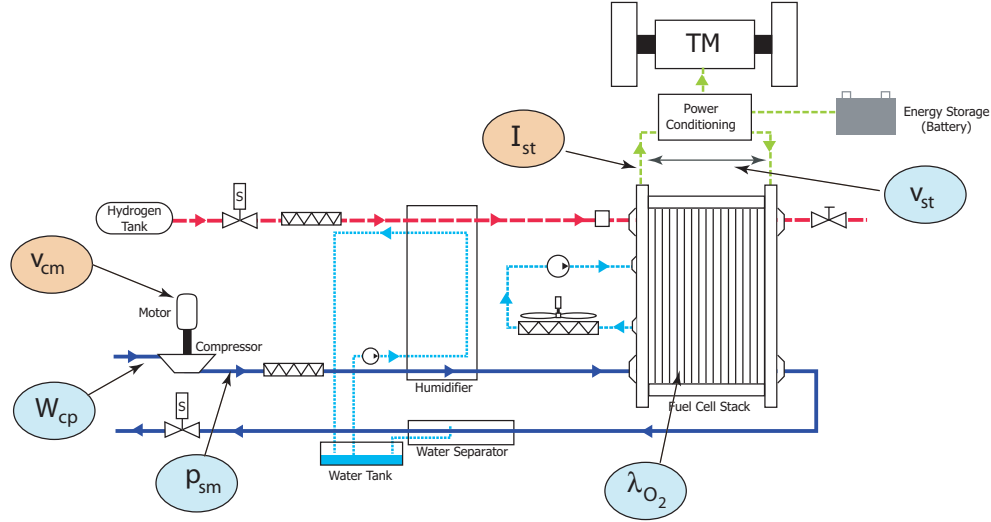 TM
Power
Conditioning
Energy Storage
(Battery)
I_st
v_st
S
Hydrogen
Tank
v_cm
Motor
Compressor
W_cp
Humidifier
Fuel Cell Stack
S
Water Separator
Water Tank
p_sm
λ_O₂